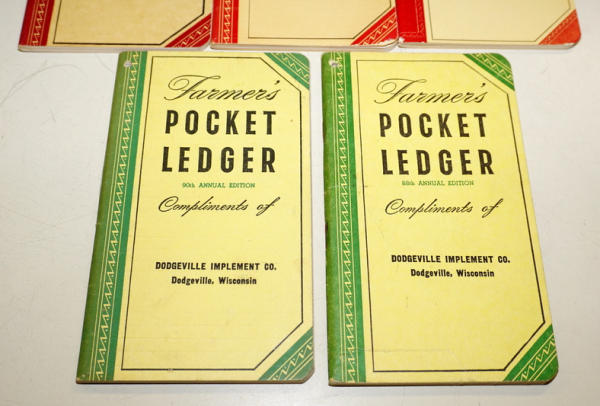 Farmer's
POCKET
LEDGER
90th ANNUAL EDITION
Compliments of
DODGEVILLE IMPLEMENT CO.
Dodgeville, Wisconsin
Farmer's
POCKET
LEDGER
88th ANNUAL EDITION
Compliments of
DODGEVILLE IMPLEMENT CO.
Dodgeville, Wisconsin